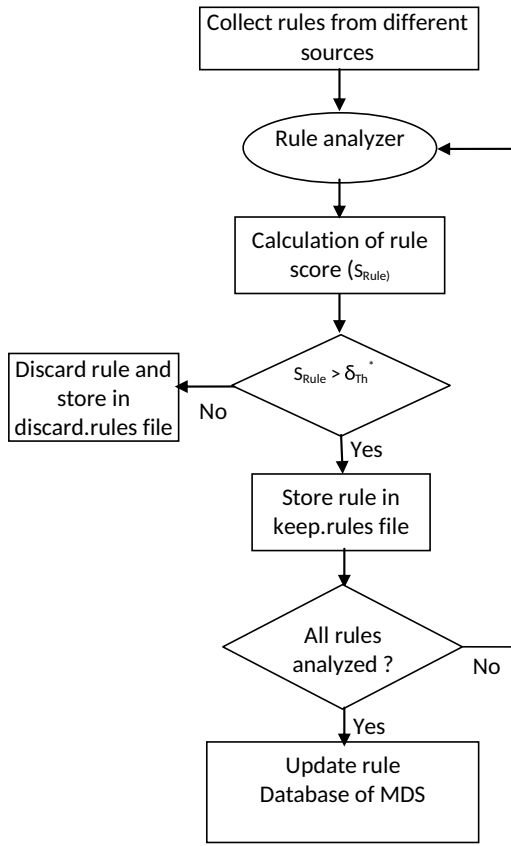 Collect rules from different
sources
Rule analyzer
Calculation of rule
score (SRule)
SRule > δTh*
Discard rule and
store in
discard.rules file
No
Yes
Store rule in
keep.rules file
All rules
analyzed ?
No
Yes
Update rule
Database of MDS